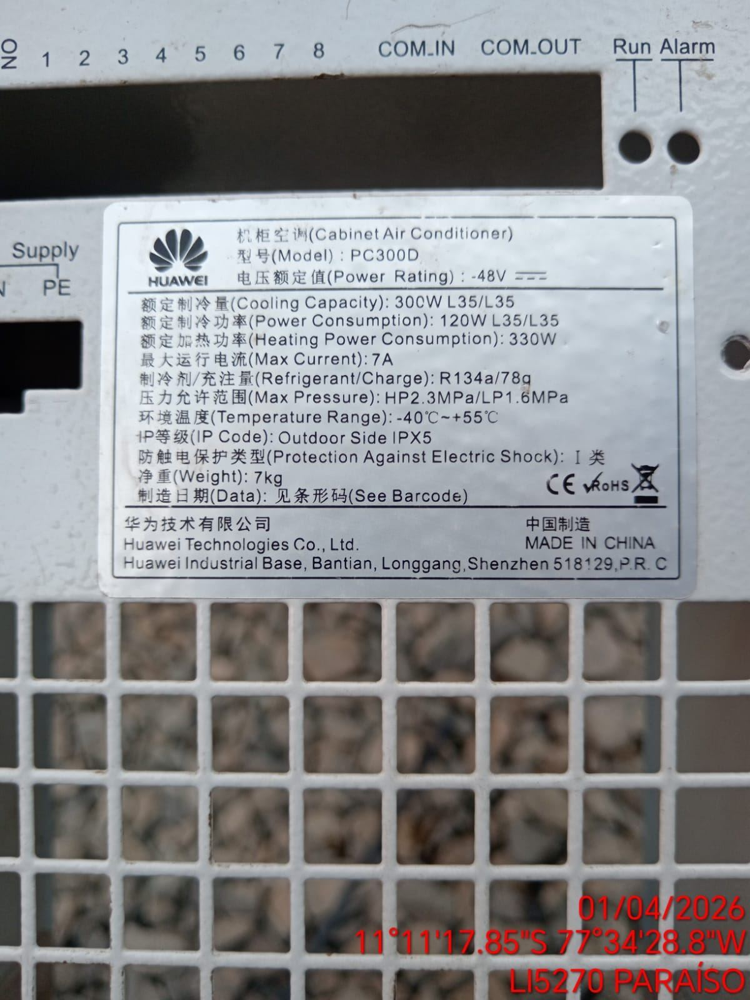 ON 1 2 3 4 5 6 7 8 COM_IN COM_OUT Run Alarm
Supply
N PE
HUAWEI
机柜空调(Cabinet Air Conditioner)
型号(Model) : PC300D
电压额定值(Power Rating) : -48V
额定制冷量(Cooling Capacity): 300W L35/L35
额定制冷功率(Power Consumption): 120W L35/L35
额定加热功率(Heating Power Consumption): 330W
最大运行电流(Max Current): 7A
制冷剂/充注量(Refrigerant/Charge): R134a/78g
压力允许范围(Max Pressure): HP2.3MPa/LP1.6MPa
环境温度(Temperature Range): -40℃~+55℃
IP等级(IP Code): Outdoor Side IPX5
防触电保护类型(Protection Against Electric Shock): I 类
净重(Weight): 7kg
制造日期(Data): 见条形码(See Barcode)
CE RoHS
华为技术有限公司
中国制造
Huawei Technologies Co., Ltd.
MADE IN CHINA
Huawei Industrial Base, Bantian, Longgang, Shenzhen 518129, P.R. C
01/04/2026
11°11'17.85"S 77°34'28.8"W
LI5270 PARAÍSO